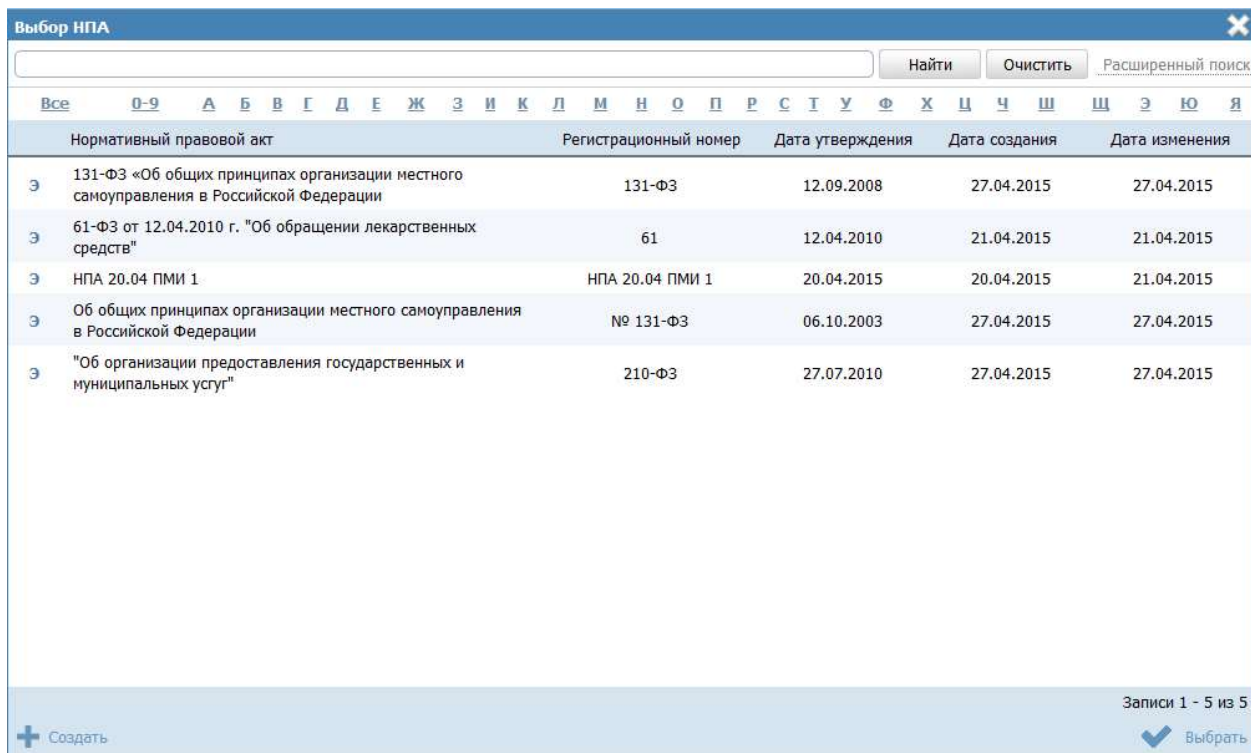 Выбор НПА
Найти Очистить Расширенный поиск
Все 0-9 А Б В Г Д Е Ж З И К Л М Н О П Р С Т У Ф Х Ц Ч Ш Щ Э Ю Я
Нормативный правовой акт Регистрационный номер Дата утверждения Дата создания Дата изменения
Э 131-ФЗ «Об общих принципах организации местного
самоуправления в Российской Федерации 131-ФЗ 12.09.2008 27.04.2015 27.04.2015
Э 61-ФЗ от 12.04.2010 г. "Об обращении лекарственных
средств" 61 12.04.2010 21.04.2015 21.04.2015
Э НПА 20.04 ПМИ 1 НПА 20.04 ПМИ 1 20.04.2015 20.04.2015 21.04.2015
Э Об общих принципах организации местного самоуправления
в Российской Федерации № 131-ФЗ 06.10.2003 27.04.2015 27.04.2015
Э "Об организации предоставления государственных и
муниципальных усгуг" 210-ФЗ 27.07.2010 27.04.2015 27.04.2015
Записи 1 - 5 из 5
Создать Выбрать